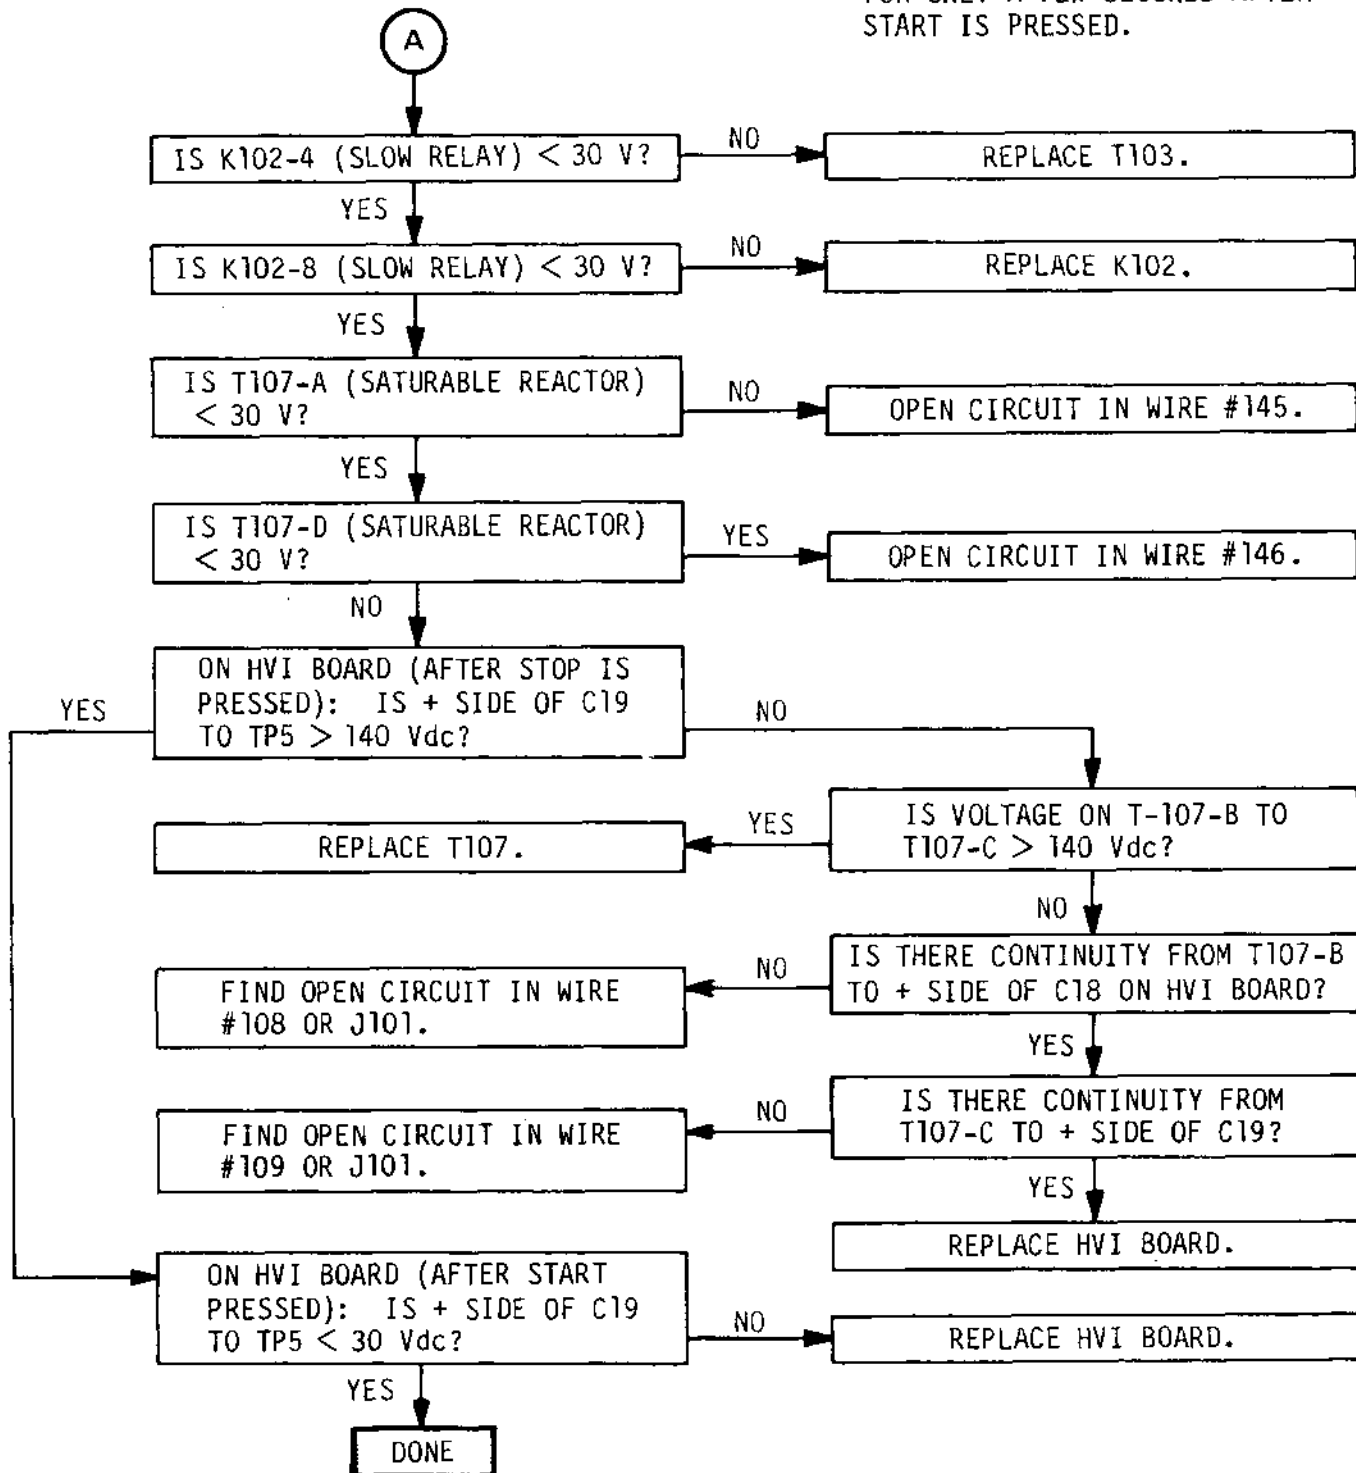 START IS PRESSED.
A
IS K102-4 (SLOW RELAY) < 30 V?
NO
REPLACE T103.
YES
IS K102-8 (SLOW RELAY) < 30 V?
NO
REPLACE K102.
YES
IS T107-A (SATURABLE REACTOR)
< 30 V?
NO
OPEN CIRCUIT IN WIRE #145.
YES
IS T107-D (SATURABLE REACTOR)
< 30 V?
YES
OPEN CIRCUIT IN WIRE #146.
NO
ON HVI BOARD (AFTER STOP IS
PRESSED): IS + SIDE OF C19
TO TP5 > 140 Vdc?
YES
NO
IS VOLTAGE ON T-107-B TO
T107-C > 140 Vdc?
YES
REPLACE T107.
NO
IS THERE CONTINUITY FROM T107-B
TO + SIDE OF C18 ON HVI BOARD?
NO
FIND OPEN CIRCUIT IN WIRE
#108 OR J101.
YES
IS THERE CONTINUITY FROM
T107-C TO + SIDE OF C19?
NO
FIND OPEN CIRCUIT IN WIRE
#109 OR J101.
YES
REPLACE HVI BOARD.
ON HVI BOARD (AFTER START
PRESSED): IS + SIDE OF C19
TO TP5 < 30 Vdc?
NO
REPLACE HVI BOARD.
YES
DONE